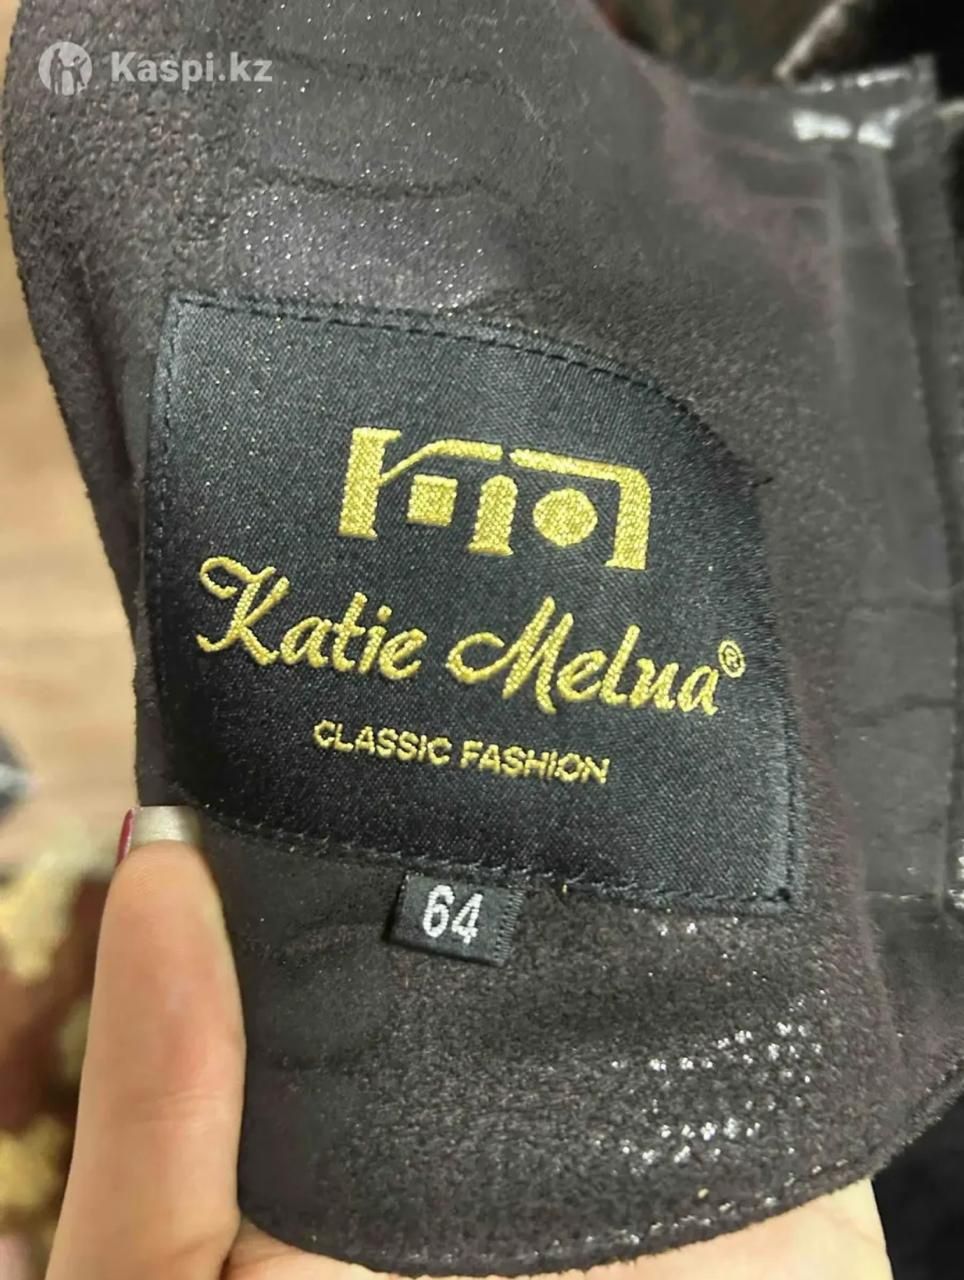 Kaspi.kz
Katie Melua®
CLASSIC FASHION
64